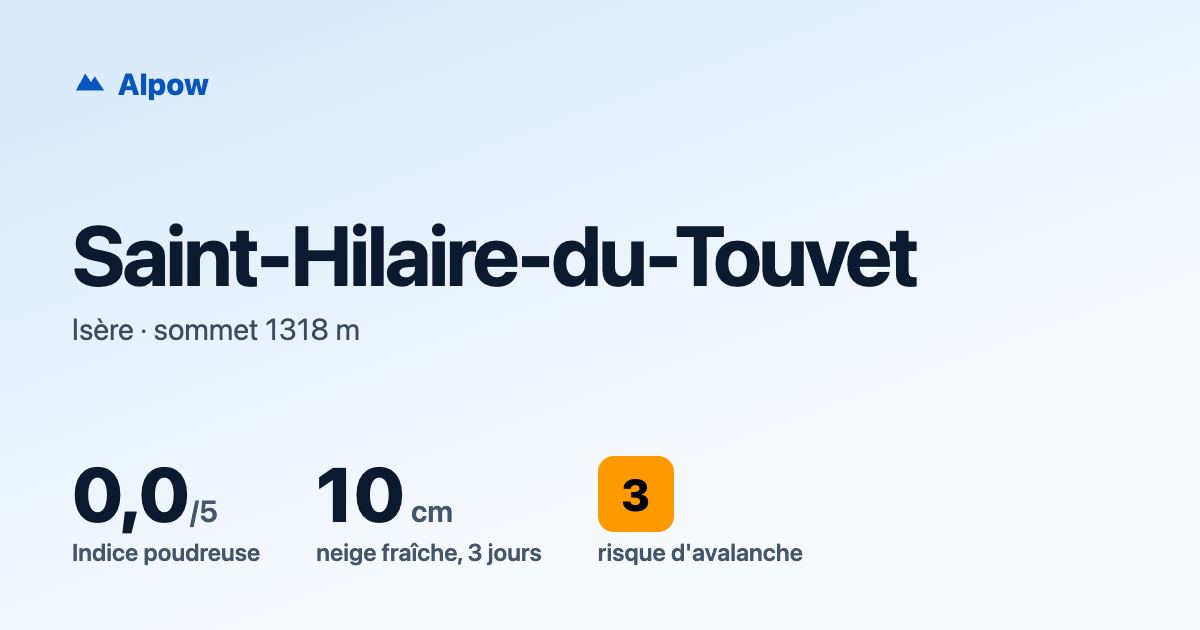 Alpow
Saint-Hilaire-du-Touvet
Isère · sommet 1318 m
0,0/5
Indice poudreuse
10 cm
neige fraîche, 3 jours
3
risque d'avalanche